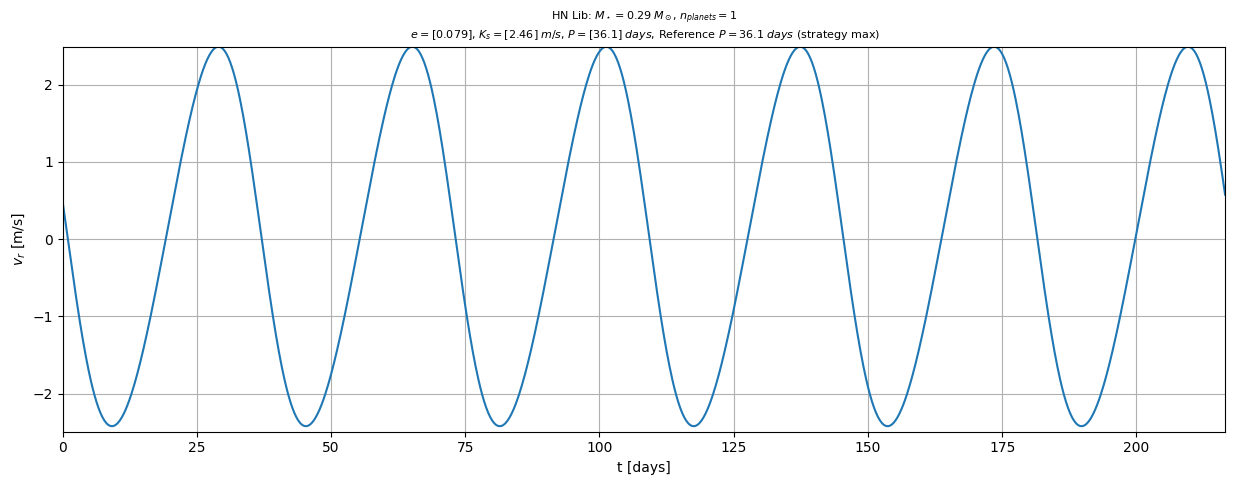 HN Lib: $M_\star = 0.29\ M_\odot$, $n_{planets} = 1$
$e = [0.079]$, $K_s = [2.46]\ m/s$, $P = [36.1]\ days$, Reference $P = 36.1\ days$ (strategy max)
2
1
0
−1
−2
$v_r$ [m/s]
0 25 50 75 100 125 150 175 200
t [days]